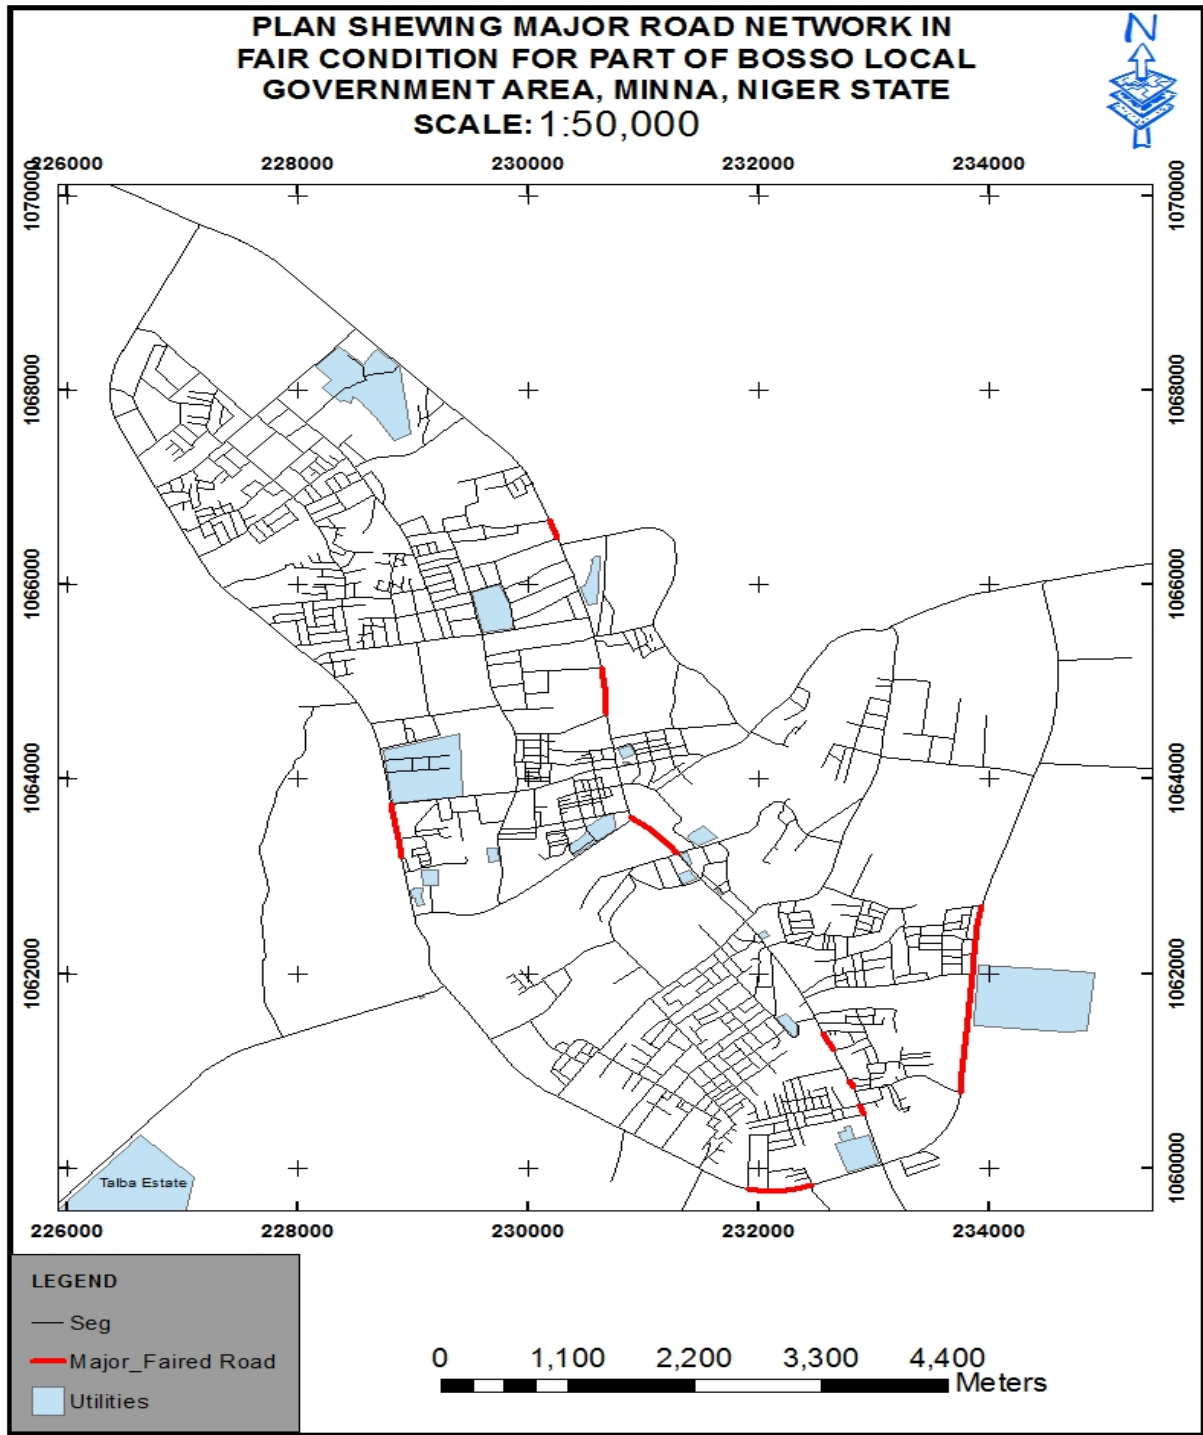 PLAN SHEWING MAJOR ROAD NETWORK IN
FAIR CONDITION FOR PART OF BOSSO LOCAL
GOVERNMENT AREA, MINNA, NIGER STATE
SCALE: 1:50,000
N
226000 228000 230000 232000 234000
1070000 1070000
1068000 1068000
1066000 1066000
1064000 1064000
1062000 1062000
1060000 1060000
Talba Estate
226000 228000 230000 232000 234000
LEGEND
Seg
Major_Faired Road
Utilities
0 1,100 2,200 3,300 4,400
Meters